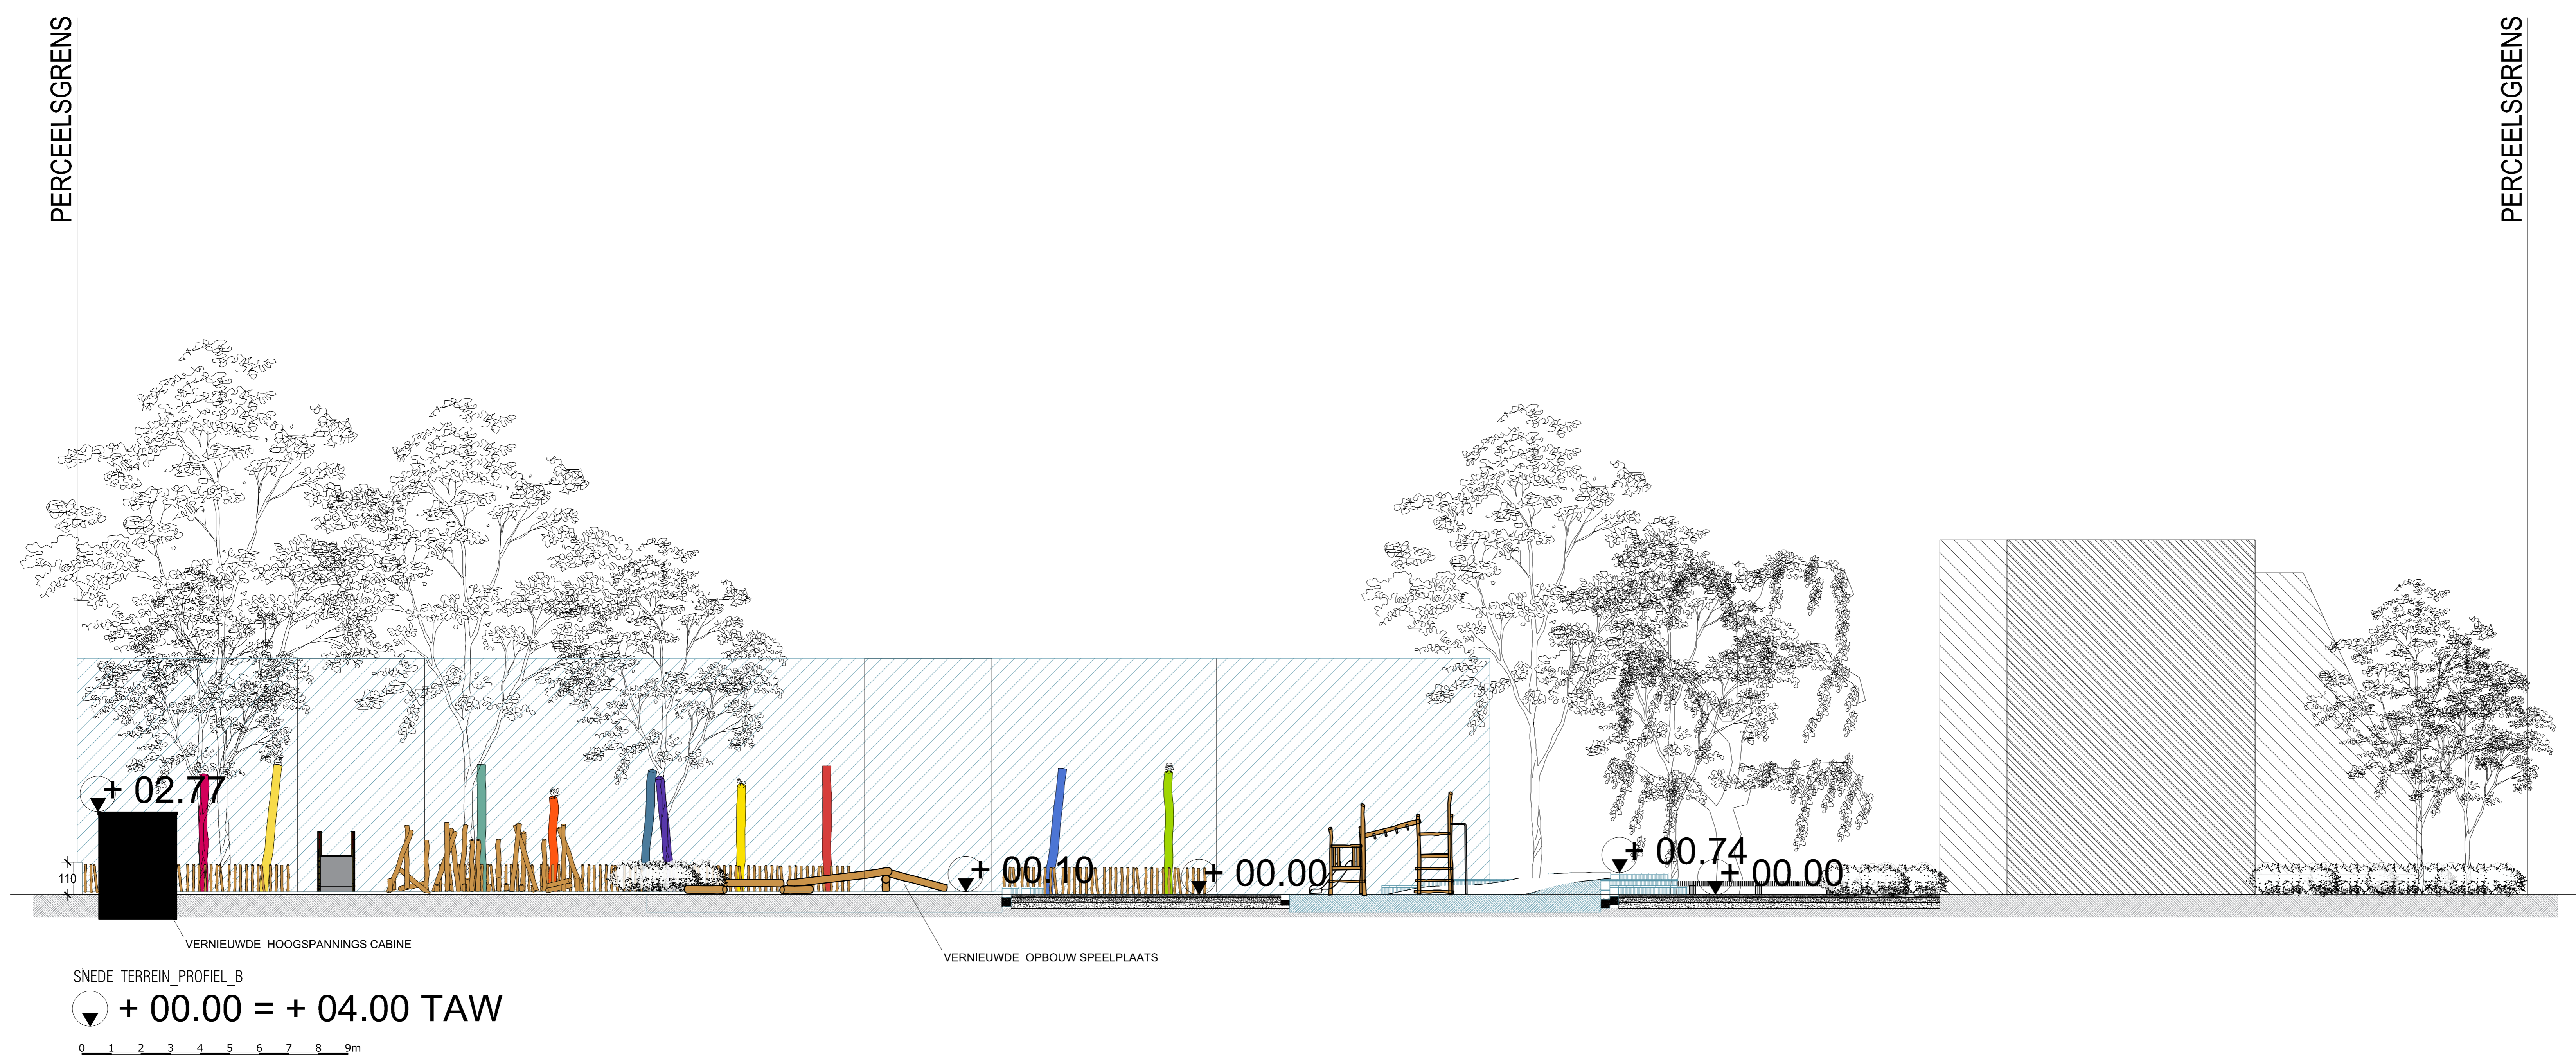 PERCEELSGRENS
PERCEELSGRENS
+ 02.77
110
+ 00.10
+ 00.00
+ 00.74
+ 00.00
VERNIEUWDE HOOGSPANNINGS CABINE
VERNIEUWDE OPBOUW SPEELPLAATS
SNEDE TERREIN_PROFIEL_B
+ 00.00 = + 04.00 TAW
0 1 2 3 4 5 6 7 8 9m